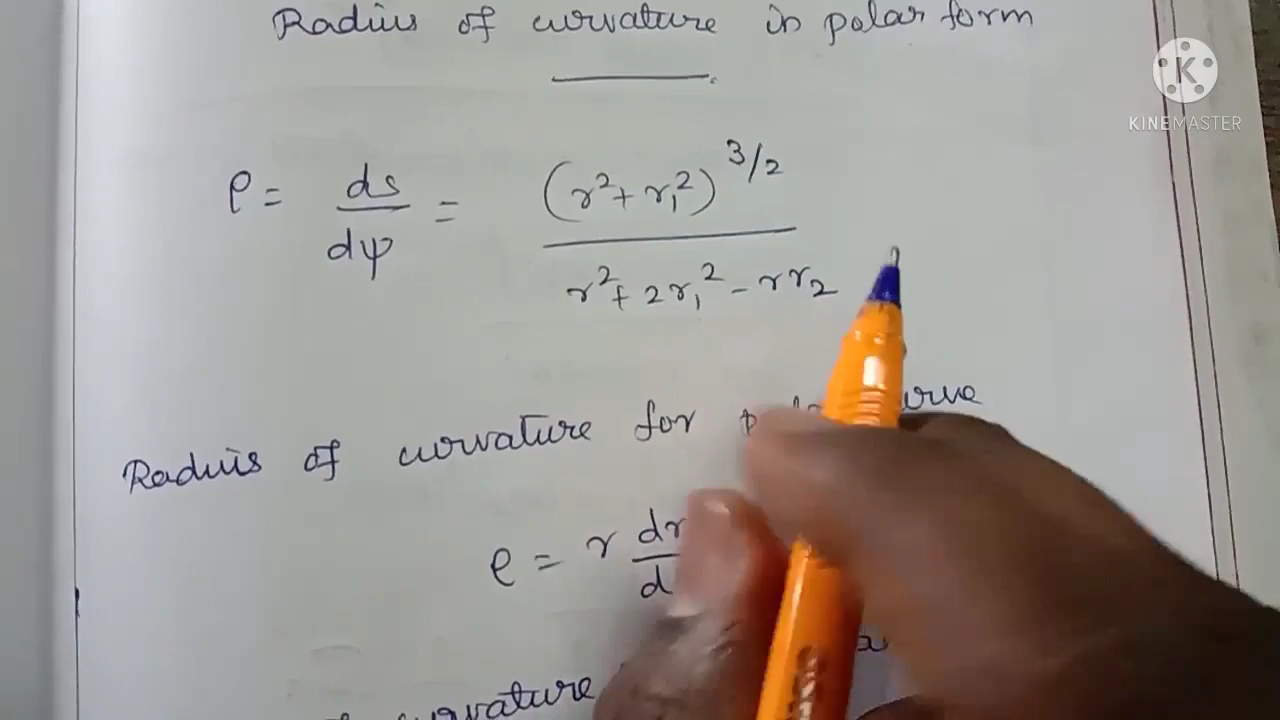 Radius of curvature in polar form
K
KINEMASTER
ρ = ds/dψ = (r²+r₁²)^3/2 / r²+2r₁²-rr₂
Radius of curvature for
ρ = r dr/d
curvature